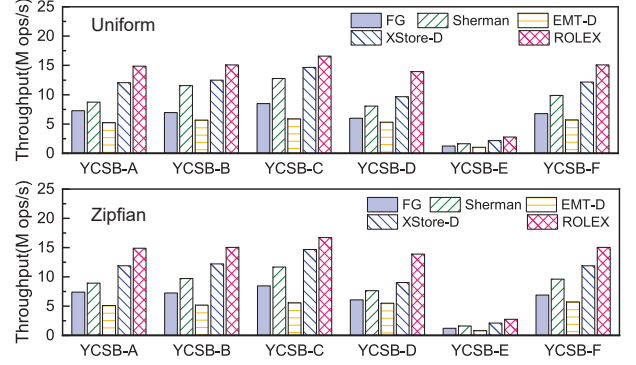 Uniform
FG Sherman EMT-D
XStore-D ROLEX
Throughput(M ops/s)
25
20
15
10
5
0
YCSB-A YCSB-B YCSB-C YCSB-D YCSB-E YCSB-F
Zipfian
FG Sherman EMT-D
XStore-D ROLEX
Throughput(M ops/s)
25
20
15
10
5
0
YCSB-A YCSB-B YCSB-C YCSB-D YCSB-E YCSB-F